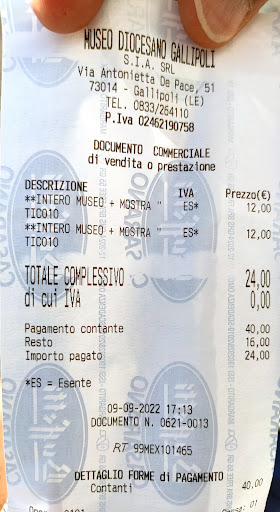 MUSEO DIOCESANO GALLIPOLI
S.I.A. SRL
Via Antonietta De Pace, 51
73014 - Gallipoli (LE)
TEL. 0833/264110
P.Iva 02462190758
DOCUMENTO COMMERCIALE
di vendita o prestazione
DESCRIZIONE IVA Prezzo(€)
**INTERO MUSEO + MOSTRA " ES* 12,00
TICO10
**INTERO MUSEO + MOSTRA " ES* 12,00
TICO10
TOTALE COMPLESSIVO 24,00
di cui IVA 0,00
Pagamento contante 40,00
Resto 16,00
Importo pagato 24,00
*ES = Esente
09-09-2022 17:13
DOCUMENTO N. 0621-0013
RT 99MEX101465
DETTAGLIO FORME di PAGAMENTO
Contanti 40,00